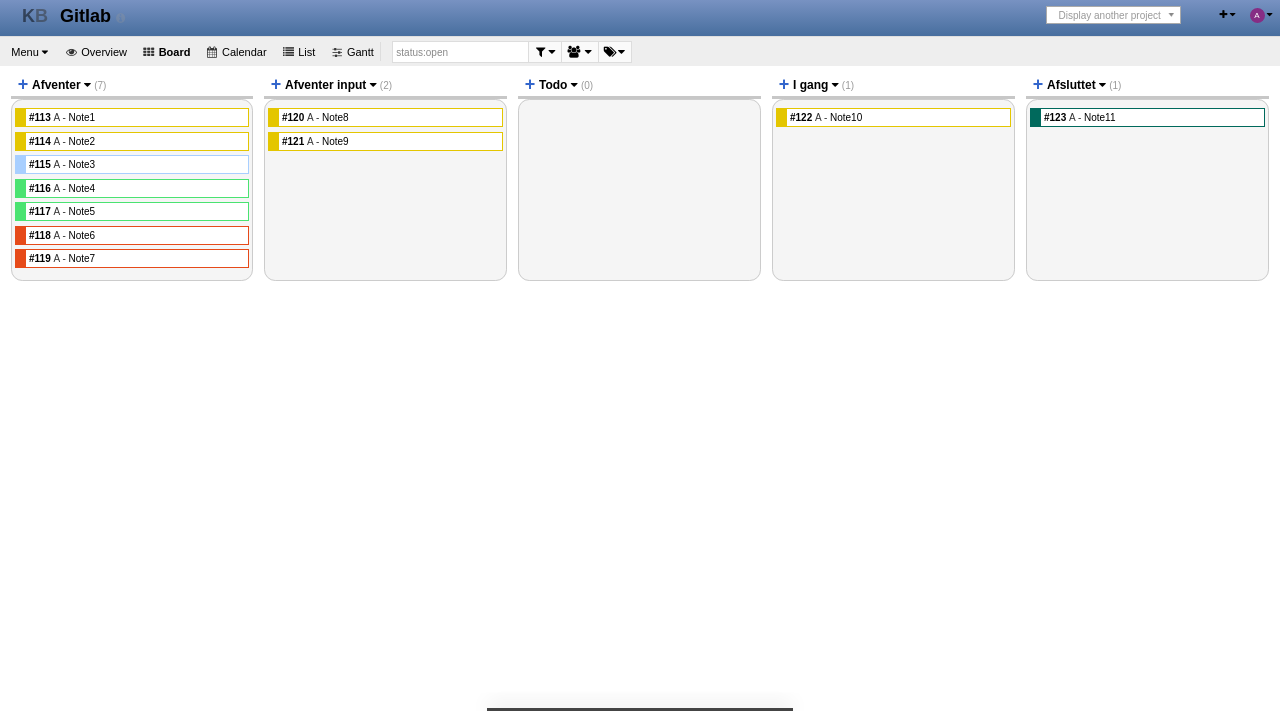 KB Gitlab
Display another project
A
Menu Overview Board Calendar List Gantt status:open
+ Afventer (7)
#113 A - Note1
#114 A - Note2
#115 A - Note3
#116 A - Note4
#117 A - Note5
#118 A - Note6
#119 A - Note7
+ Afventer input (2)
#120 A - Note8
#121 A - Note9
+ Todo (0)
+ I gang (1)
#122 A - Note10
+ Afsluttet (1)
#123 A - Note11